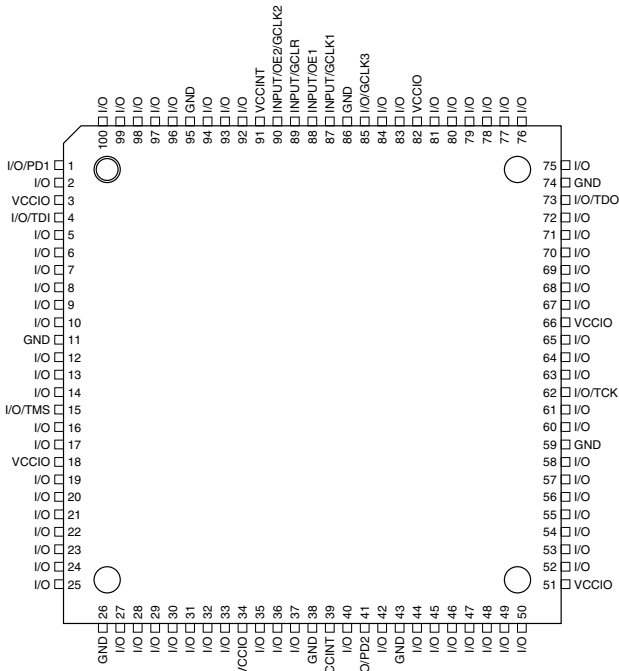 100 I/O
99 I/O
98 I/O
97 I/O
96 I/O
95 GND
94 I/O
93 I/O
92 I/O
91 VCCINT
90 INPUT/OE2/GCLK2
89 INPUT/GCLR
88 INPUT/OE1
87 INPUT/GCLK1
86 GND
85 I/O/GCLK3
84 I/O
83 I/O
82 VCCIO
81 I/O
80 I/O
79 I/O
78 I/O
77 I/O
76 I/O
I/O/PD1 1
I/O 2
VCCIO 3
I/O/TDI 4
I/O 5
I/O 6
I/O 7
I/O 8
I/O 9
I/O 10
GND 11
I/O 12
I/O 13
I/O 14
I/O/TMS 15
I/O 16
I/O 17
VCCIO 18
I/O 19
I/O 20
I/O 21
I/O 22
I/O 23
I/O 24
I/O 25
75 I/O
74 GND
73 I/O/TDO
72 I/O
71 I/O
70 I/O
69 I/O
68 I/O
67 I/O
66 VCCIO
65 I/O
64 I/O
63 I/O
62 I/O/TCK
61 I/O
60 I/O
59 GND
58 I/O
57 I/O
56 I/O
55 I/O
54 I/O
53 I/O
52 I/O
51 VCCIO
GND 26
I/O 27
I/O 28
I/O 29
I/O 30
I/O 31
I/O 32
I/O 33
VCCIO 34
I/O 35
I/O 36
I/O 37
GND 38
CCINT 39
I/O 40
O/PD2 41
I/O 42
GND 43
I/O 44
I/O 45
I/O 46
I/O 47
I/O 48
I/O 49
I/O 50